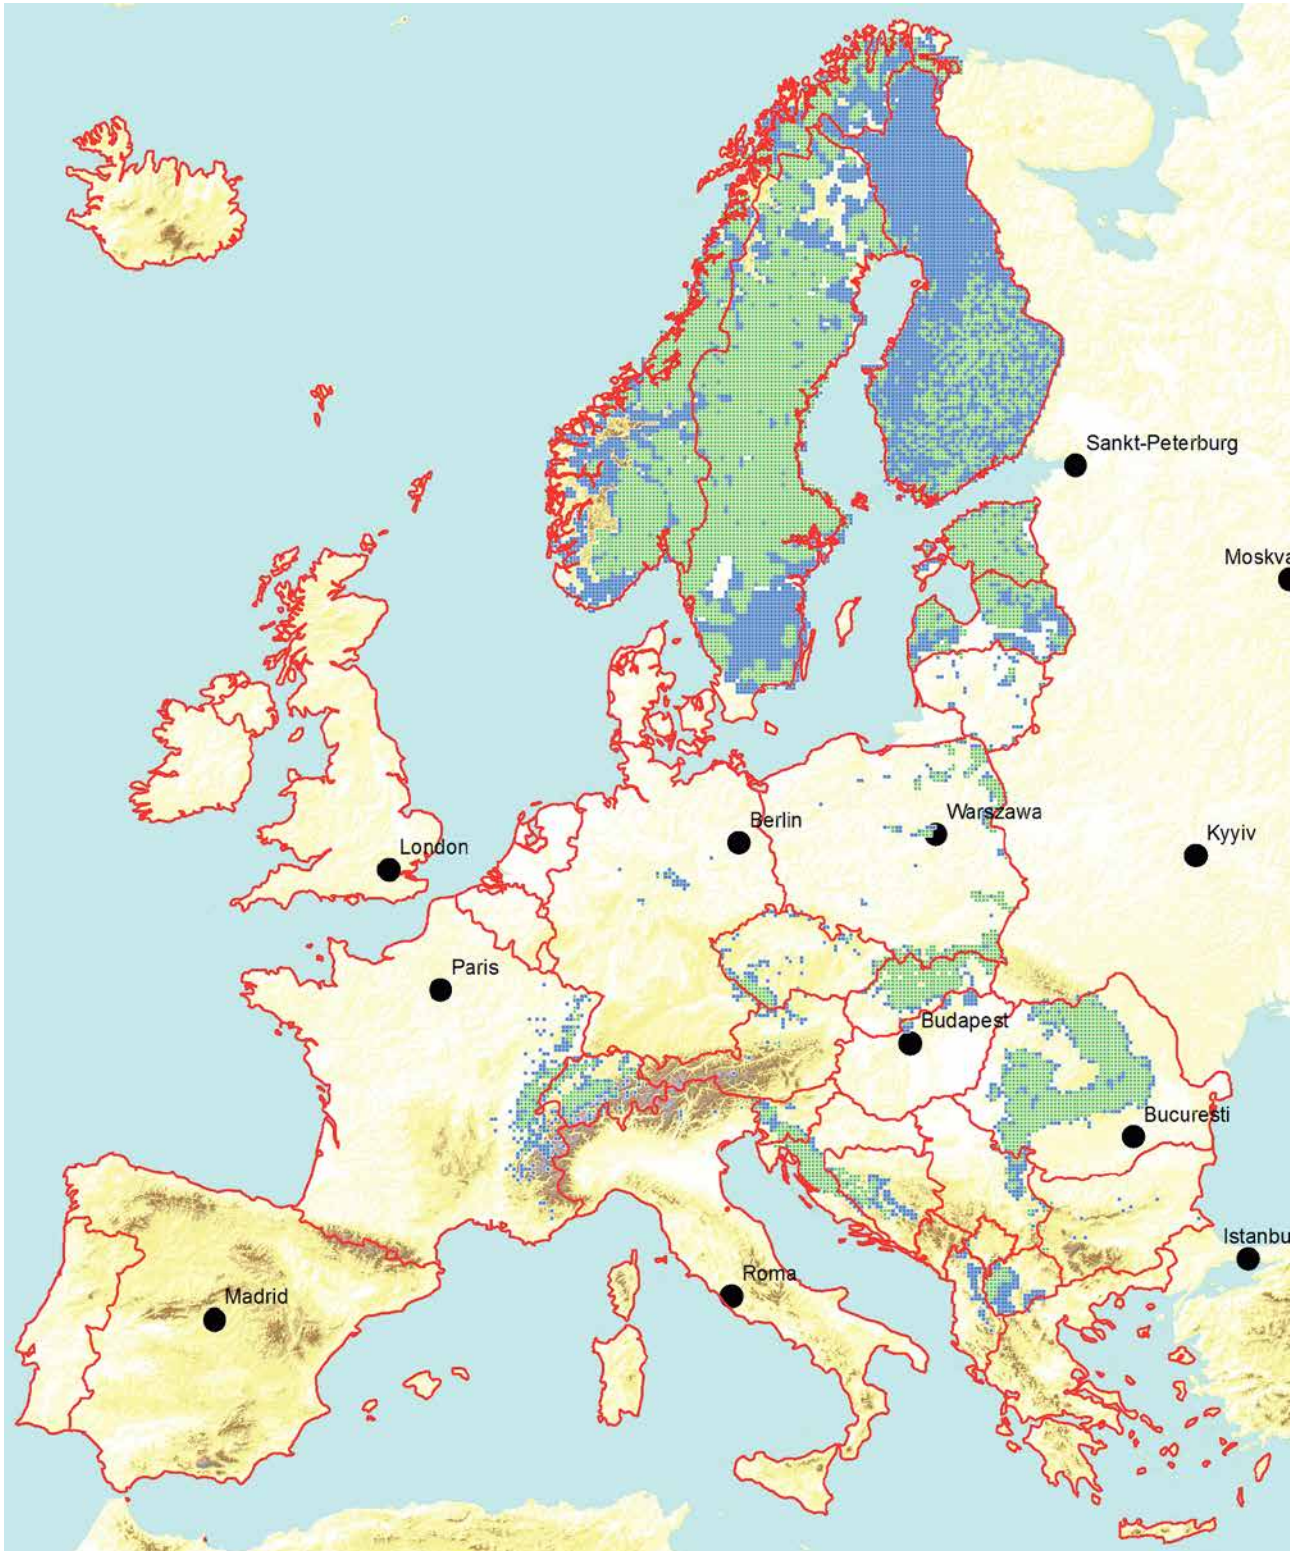 Sankt-Peterburg
Moskva
Berlin
Warszawa
Kyyiv
London
Paris
Budapest
Bucuresti
Istanbu
Roma
Madrid